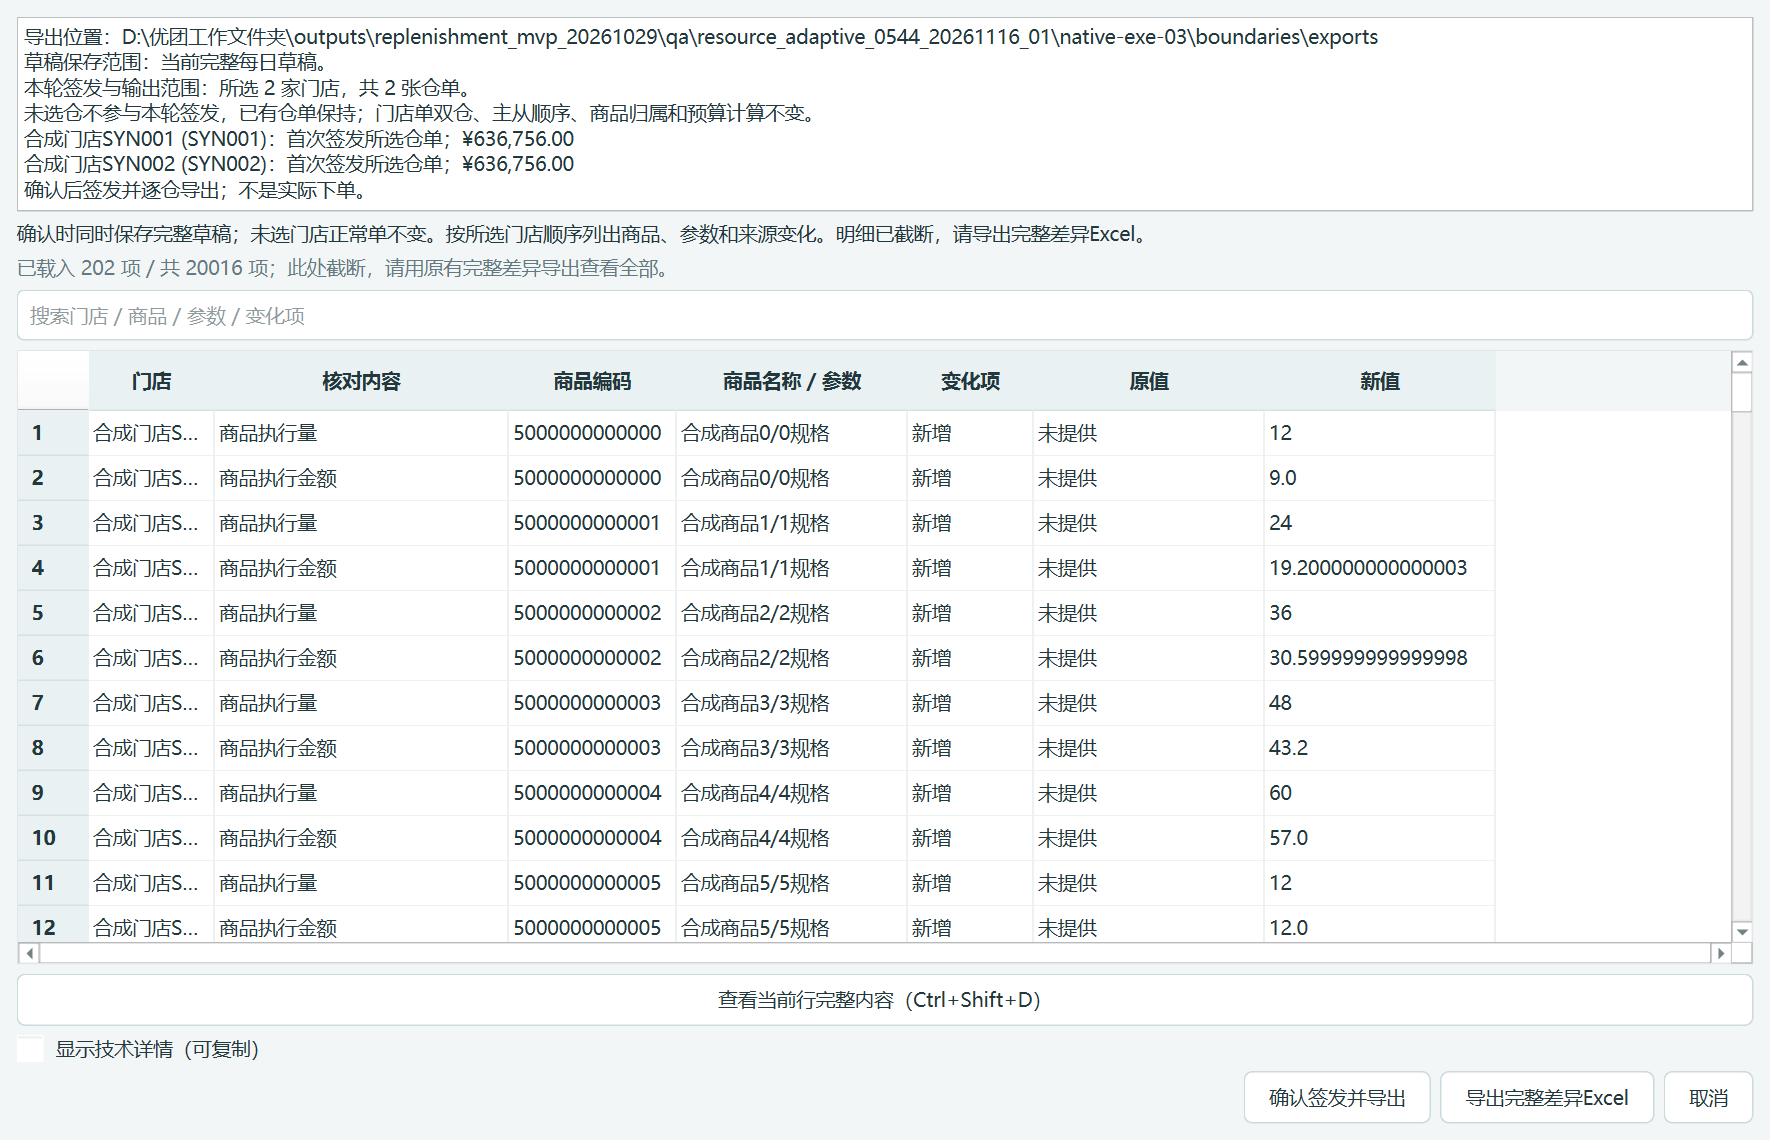 导出位置：D:\优团工作文件夹\outputs\replenishment_mvp_20261029\qa\resource_adaptive_0544_20261116_01\native-exe-03\boundaries\exports
草稿保存范围：当前完整每日草稿。
本轮签发与输出范围：所选 2 家门店，共 2 张仓单。
未选仓不参与本轮签发，已有仓单保持；门店单双仓、主从顺序、商品归属和预算计算不变。
合成门店SYN001 (SYN001)：首次签发所选仓单；¥636,756.00
合成门店SYN002 (SYN002)：首次签发所选仓单；¥636,756.00
确认后签发并逐仓导出；不是实际下单。
确认时同时保存完整草稿；未选门店正常单不变。按所选门店顺序列出商品、参数和来源变化。明细已截断，请导出完整差异Excel。
已载入 202 项 / 共 20016 项；此处截断，请用原有完整差异导出查看全部。
搜索门店 / 商品 / 参数 / 变化项
门店 核对内容 商品编码 商品名称 / 参数 变化项 原值 新值
1 合成门店S... 商品执行量 5000000000000 合成商品0/0规格 新增 未提供 12
2 合成门店S... 商品执行金额 5000000000000 合成商品0/0规格 新增 未提供 9.0
3 合成门店S... 商品执行量 5000000000001 合成商品1/1规格 新增 未提供 24
4 合成门店S... 商品执行金额 5000000000001 合成商品1/1规格 新增 未提供 19.200000000000003
5 合成门店S... 商品执行量 5000000000002 合成商品2/2规格 新增 未提供 36
6 合成门店S... 商品执行金额 5000000000002 合成商品2/2规格 新增 未提供 30.599999999999998
7 合成门店S... 商品执行量 5000000000003 合成商品3/3规格 新增 未提供 48
8 合成门店S... 商品执行金额 5000000000003 合成商品3/3规格 新增 未提供 43.2
9 合成门店S... 商品执行量 5000000000004 合成商品4/4规格 新增 未提供 60
10 合成门店S... 商品执行金额 5000000000004 合成商品4/4规格 新增 未提供 57.0
11 合成门店S... 商品执行量 5000000000005 合成商品5/5规格 新增 未提供 12
12 合成门店S... 商品执行金额 5000000000005 合成商品5/5规格 新增 未提供 12.0
查看当前行完整内容（Ctrl+Shift+D）
显示技术详情（可复制）
确认签发并导出 导出完整差异Excel 取消